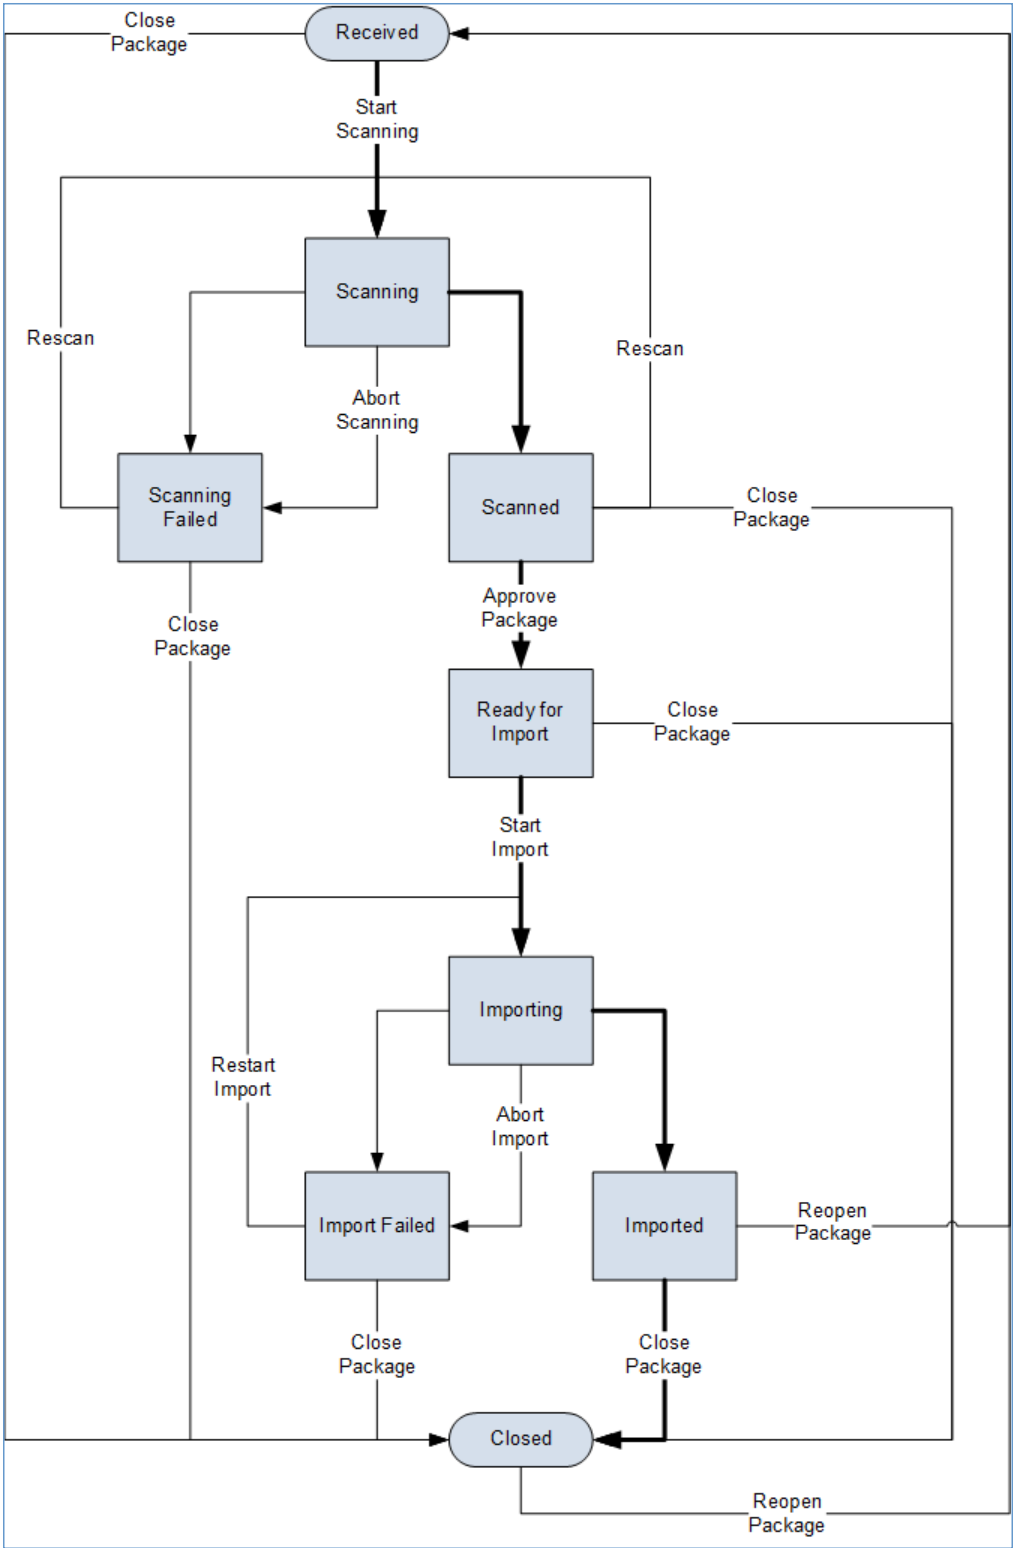 Close
Package
Received
Start
Scanning
Scanning
Rescan
Rescan
Abort
Scanning
Scanning
Failed
Scanned
Close
Package
Approve
Package
Close
Package
Ready for
Import
Close
Package
Start
Import
Importing
Restart
Import
Abort
Import
Import Failed
Imported
Reopen
Package
Close
Package
Close
Package
Closed
Reopen
Package